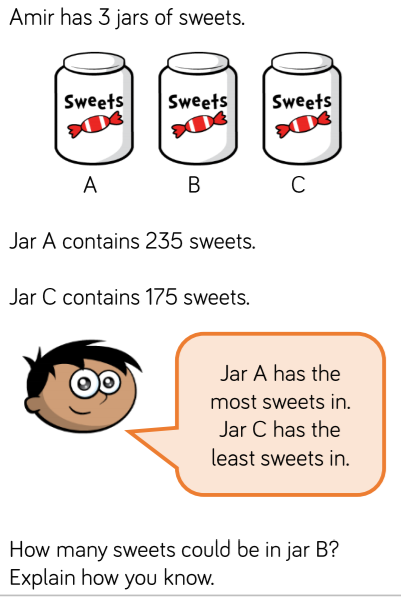 Amir has 3 jars of sweets.
Sweets Sweets Sweets
A B C
Jar A contains 235 sweets.
Jar C contains 175 sweets.
Jar A has the
most sweets in.
Jar C has the
least sweets in.
How many sweets could be in jar B?
Explain how you know.